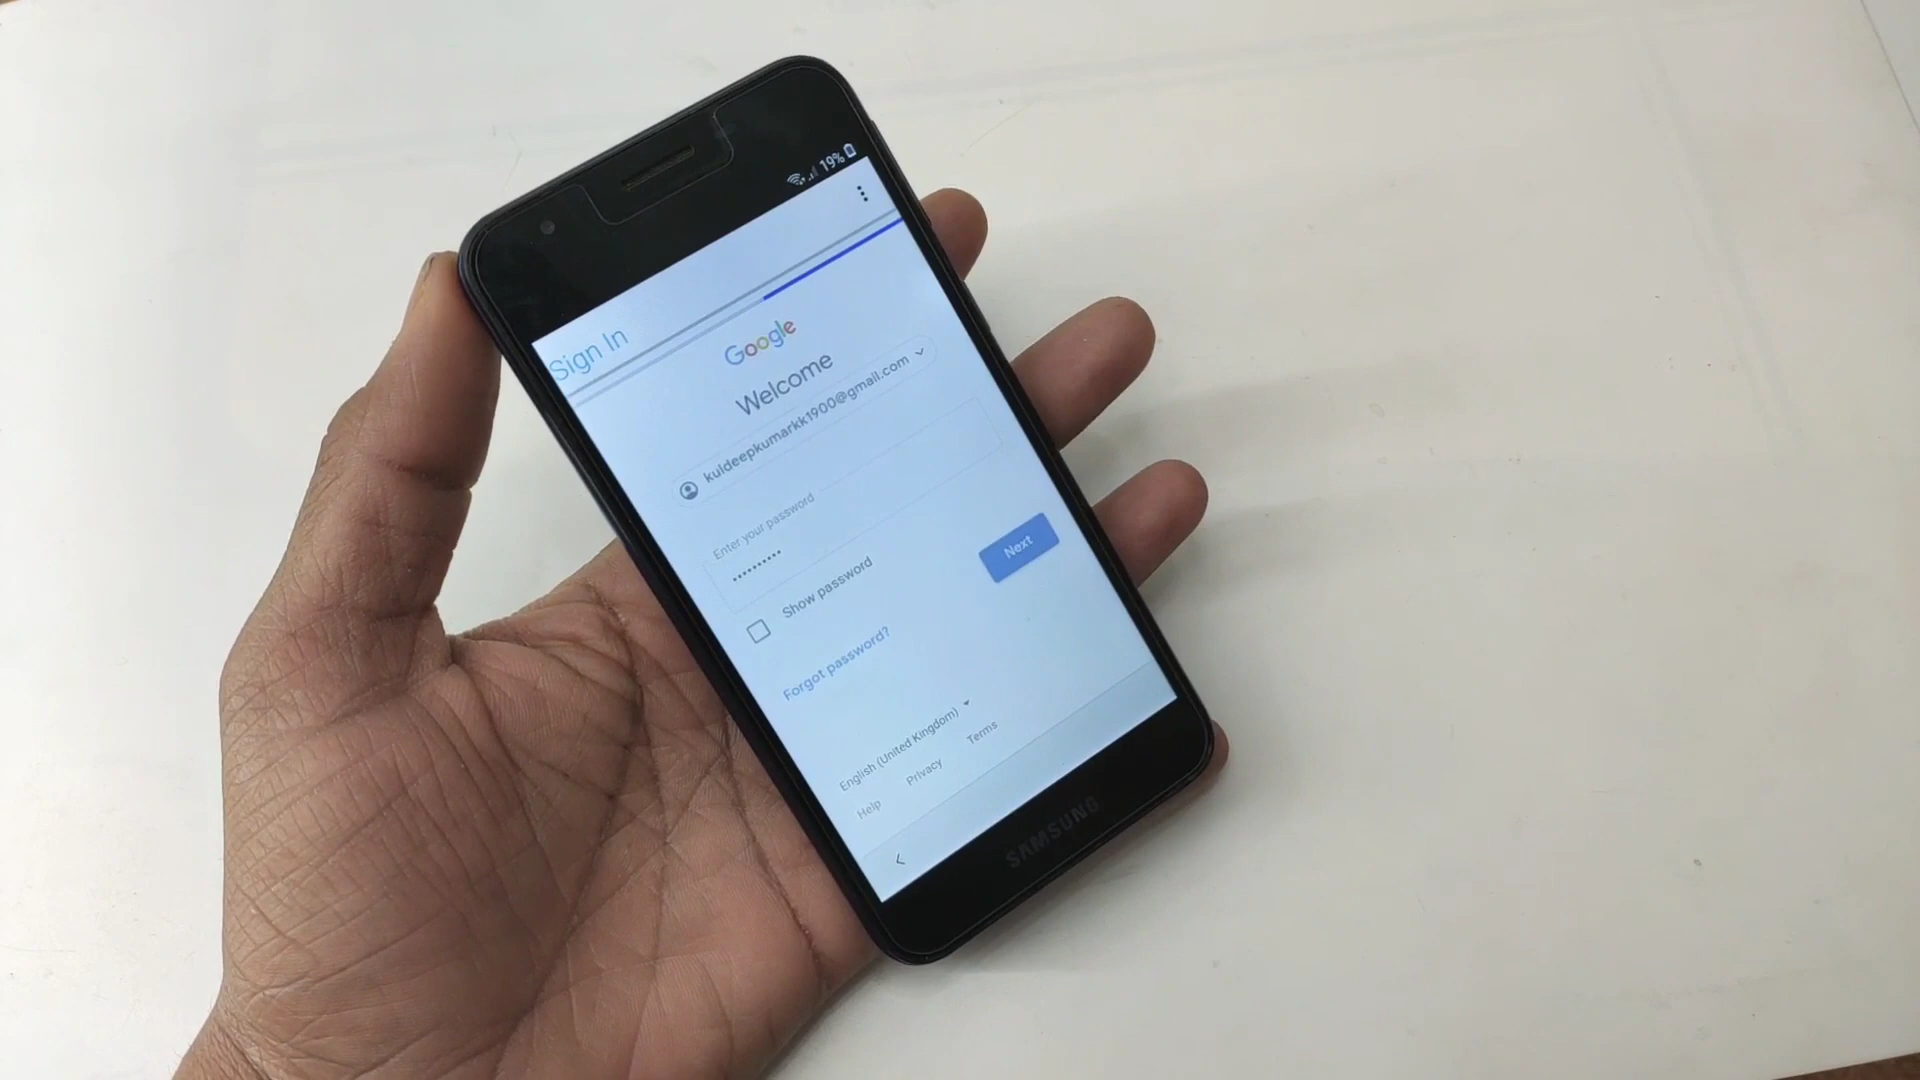 19%
Sign In
Google
Welcome
kuldeepkumarkk1900@gmail.com
Enter your password
••••••••••
Show password
Next
Forgot password?
English (United Kingdom)
Help Privacy Terms
SAMSUNG